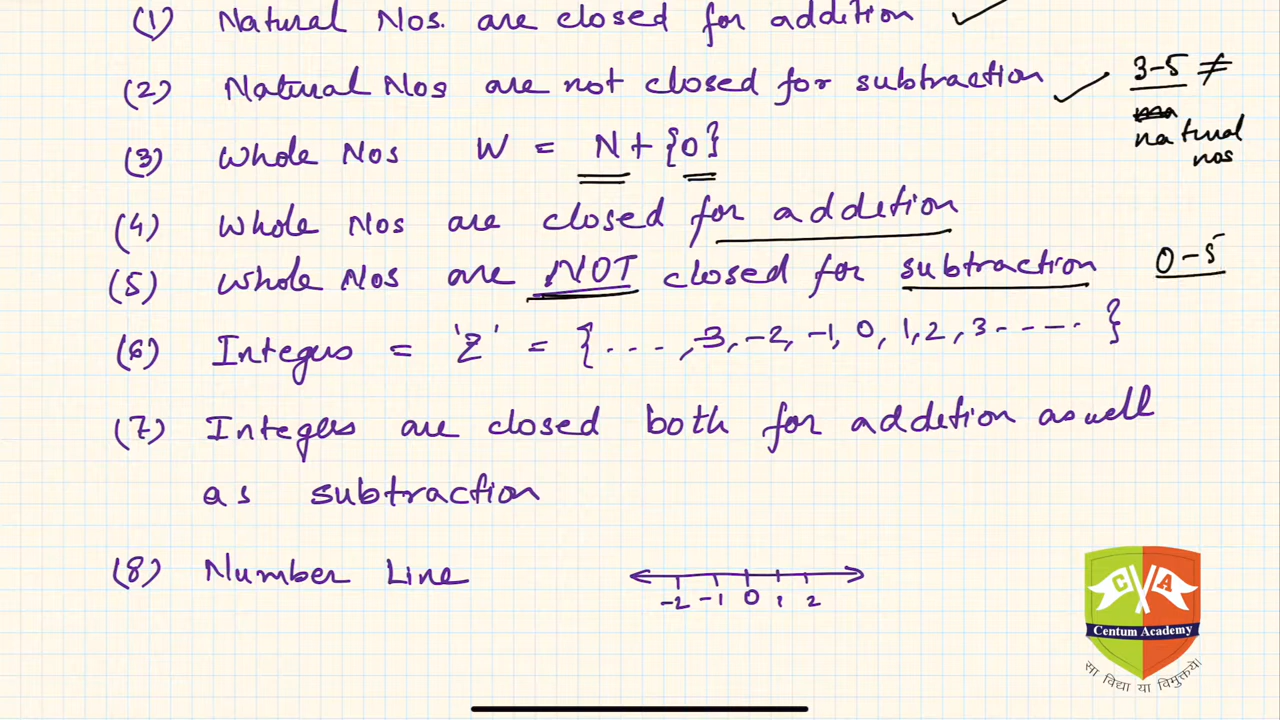 (1) Natural Nos. are closed for addition
(2) Natural Nos are not closed for subtraction
3-5 ≠
natural
nos
(3) Whole Nos W = N + {0}
(4) Whole Nos are closed for addetion
(5) Whole Nos are NOT closed for subtraction
0-5
(6) Integers = 'Z' = {. . . . , -3, -2, -1, 0, 1, 2, 3 - - - - . }
(7) Integers are closed both for addetion as well
as subtraction
(8) Number Line
-2 -1 0 1 2
C A
Centum Academy
सा विद्या या विमुक्तये।